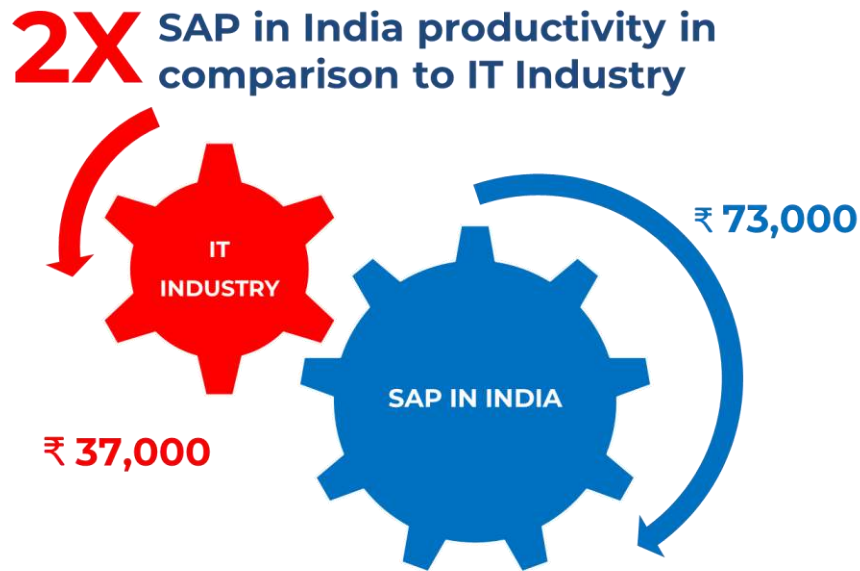 2X SAP in India productivity in
comparison to IT Industry
₹ 73,000
IT
INDUSTRY
SAP IN INDIA
₹ 37,000